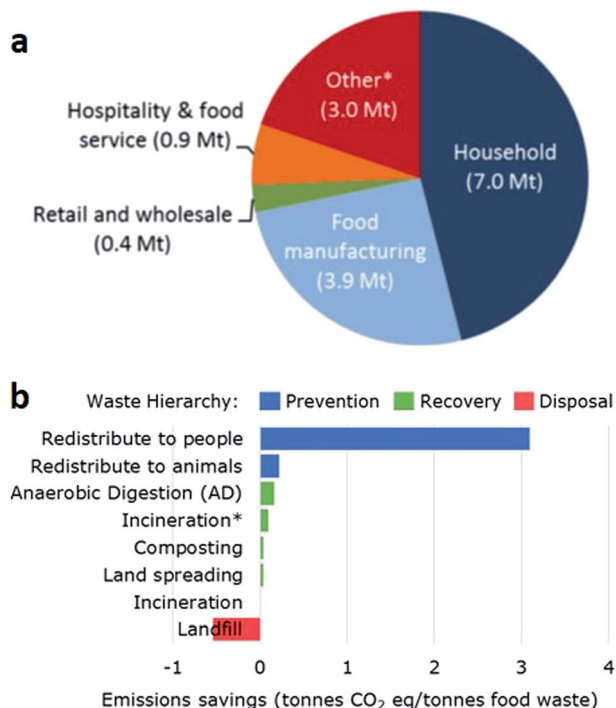 a
Other*
(3.0 Mt)
Hospitality & food
service (0.9 Mt)
Household
(7.0 Mt)
Retail and wholesale
(0.4 Mt)
Food
manufacturing
(3.9 Mt)
b
Waste Hierarchy: Prevention Recovery Disposal
Redistribute to people
Redistribute to animals
Anaerobic Digestion (AD)
Incineration*
Composting
Land spreading
Incineration
Landfill
-1 0 1 2 3 4
Emissions savings (tonnes CO₂ eq/tonnes food waste)